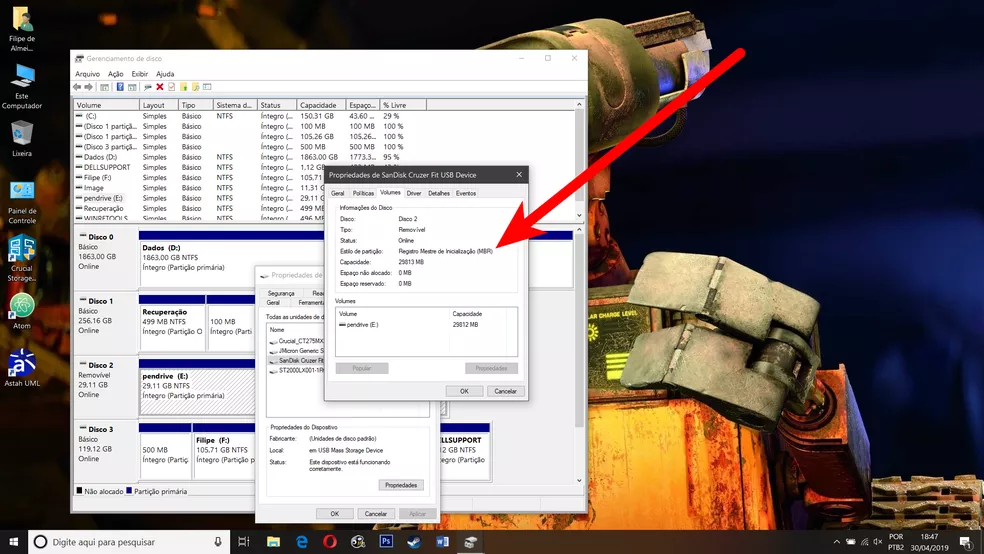 Filipe de
Almei...
Este
Computador
Lixeira
Painel de
Controle
Crucial
Storage...
Atom
Astah UML
Gerenciamento de disco
Arquivo Ação Exibir Ajuda
Volume Layout Tipo Sistema d... Status Capacidade Espaço... % Livre
(C:) Simples Básico NTFS Íntegro (... 150.31 GB 43.60 ... 29 %
(Disco 1 partiçã... Simples Básico Íntegro (... 100 MB 100 MB 100 %
(Disco 1 partiçã... Simples Básico Íntegro (... 105.26 GB 105.26... 100 %
(Disco 3 partiçã... Simples Básico Íntegro (... 500 MB 500 MB 100 %
Dados (D:) Simples Básico NTFS Íntegro (... 1863.00 GB 1773.3... 95 %
DELLSUPPORT Simples Básico NTFS Íntegro (... 1,12 GB
Filipe (F:) Simples Básico NTFS Íntegro (... 105.71
Image Simples Básico NTFS Íntegro (... 11.31 G
pendrive (E:) Simples Básico NTFS Íntegro (... 29,11 G
Recuperação Simples Básico NTFS Íntegro (... 499 MB
WINRETOOLS Simples Básico NTFS Íntegro (... 496 M
Disco 0
Básico
1863,00 GB
Online
Dados (D:)
1863.00 GB NTFS
Íntegro (Partição primária)
Disco 1
Básico
256,16 GB
Online
Recuperação
499 MB NTFS
Íntegro (Partição O
100 MB
Íntegro (Parti
Disco 2
Removível
29,11 GB
Online
pendrive (E:)
29,11 GB NTFS
Íntegro (Partição primária)
Disco 3
Básico
119,12 GB
Online
500 MB
Íntegro (Partiç
Filipe (F:)
105.71 GB NTFS
Íntegro (Partição
LLSUPPORT
12 GB NTFS
tegro (Partição
Não alocado Partição primária
Propriedades de
Segurança
Geral Ferramenta
Todas as unidades de d
Nome
Crucial_CT275MX
JMicron Generic S
SanDisk Cruzer Fit
ST2000LX001-1R
Propriedades do Dispositivo
Fabricante: (Unidades de disco padrão)
Local: em USB Mass Storage Device
Status: Este dispositivo está funcionando
corretamente.
Propriedades
OK Cancelar Aplicar
Propriedades de SanDisk Cruzer Fit USB Device
Geral Políticas Volumes Driver Detalhes Eventos
Informações do Disco
Disco: Disco 2
Tipo: Removível
Status: Online
Estilo de partição: Registro Mestre de Inicialização (MBR)
Capacidade: 29813 MB
Espaço não alocado: 0 MB
Espaço reservado: 0 MB
Volumes
Volume Capacidade
pendrive (E:) 29812 MB
Popular Propriedades
OK Cancelar
LAR CHARGE LEVEL
Digite aqui para pesquisar
POR
PTB2
18:47
30/04/2019